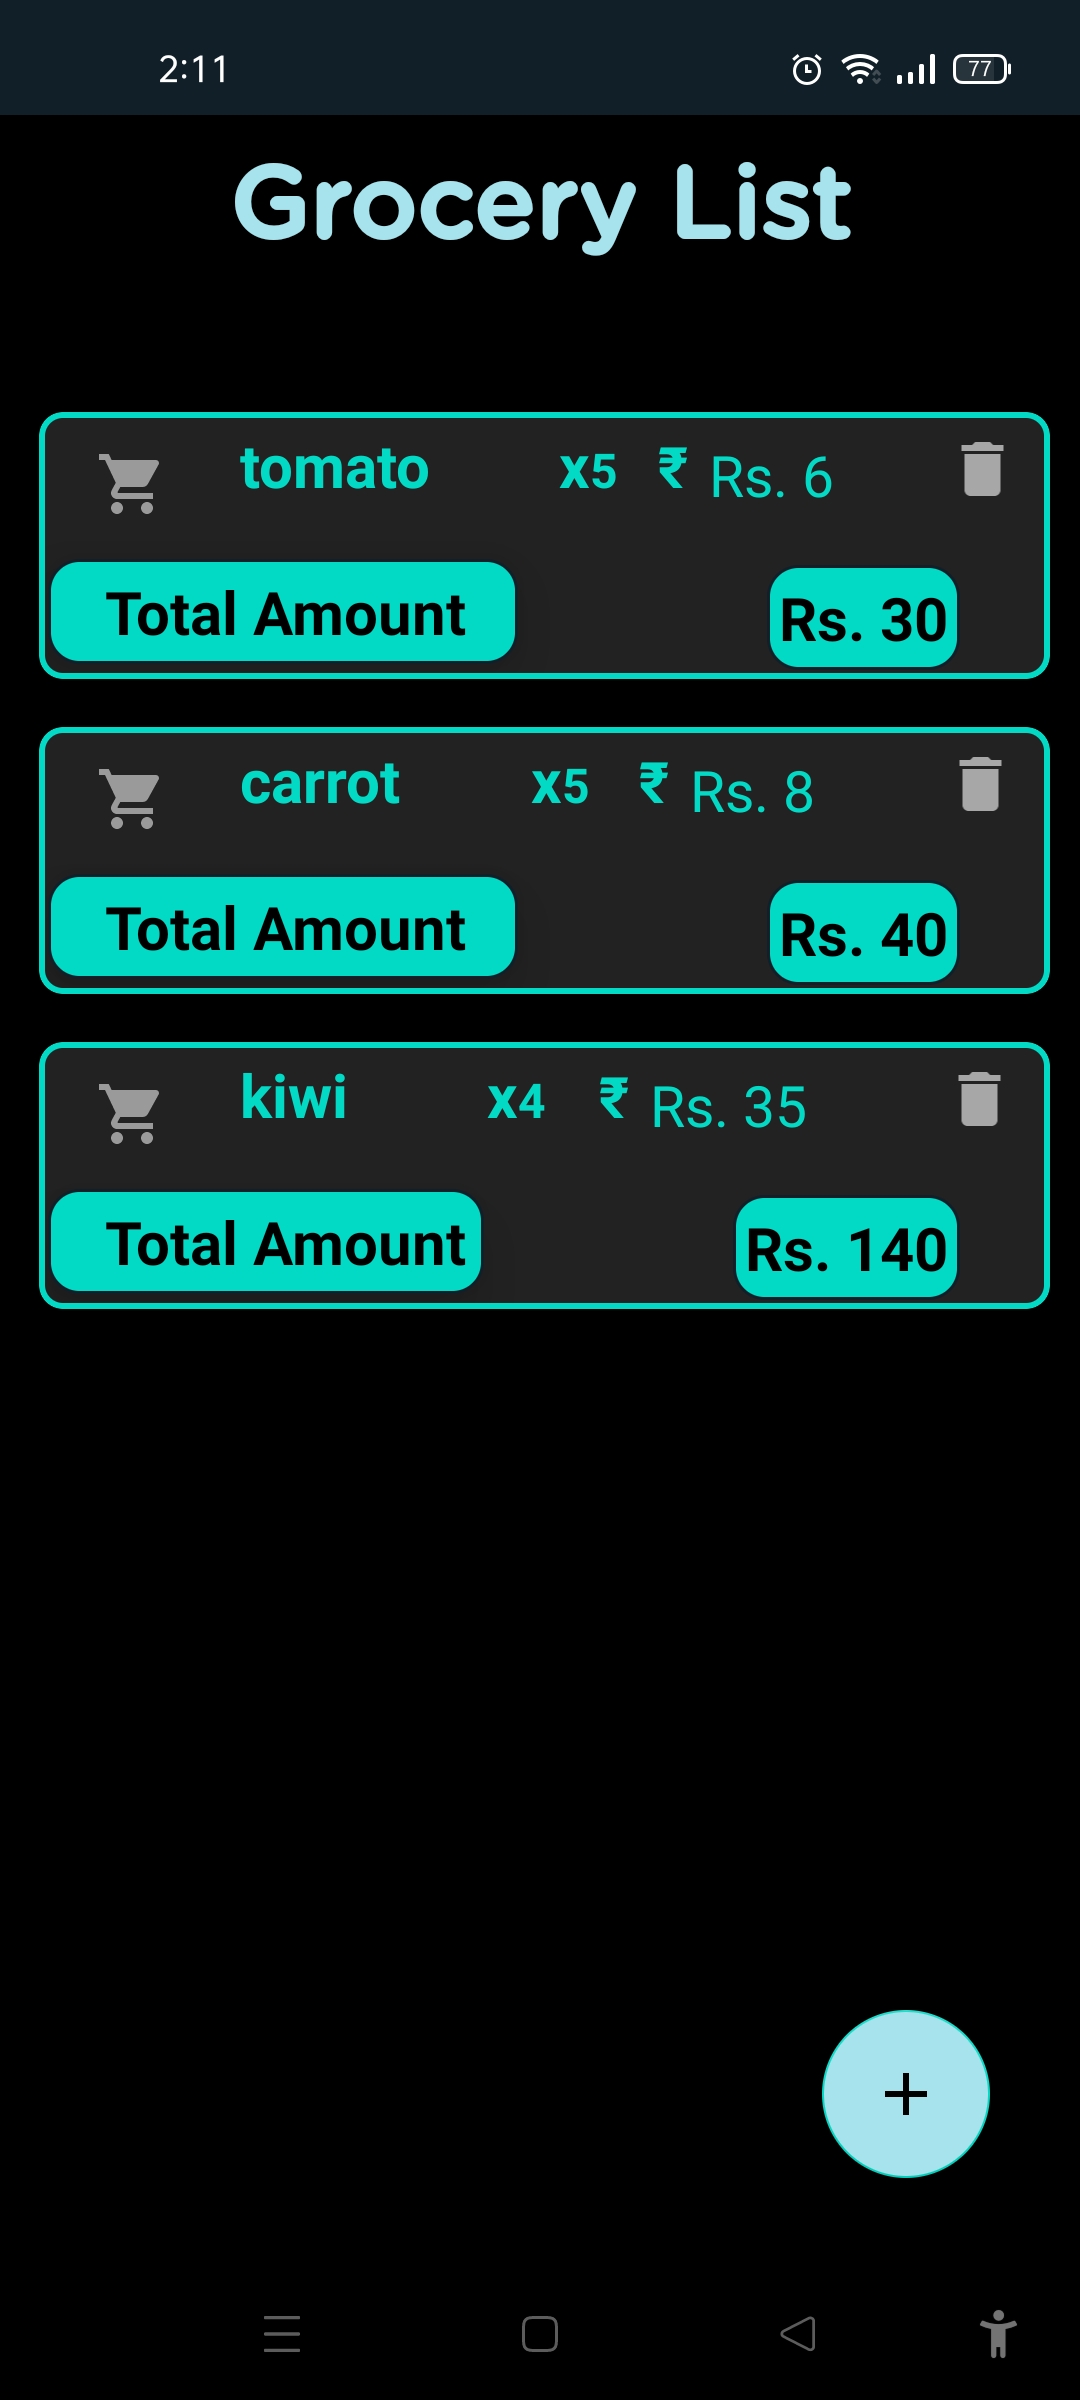 2:11 77
Grocery List
tomato x5 ₹ Rs. 6
Total Amount Rs. 30
carrot x5 ₹ Rs. 8
Total Amount Rs. 40
kiwi x4 ₹ Rs. 35
Total Amount Rs. 140